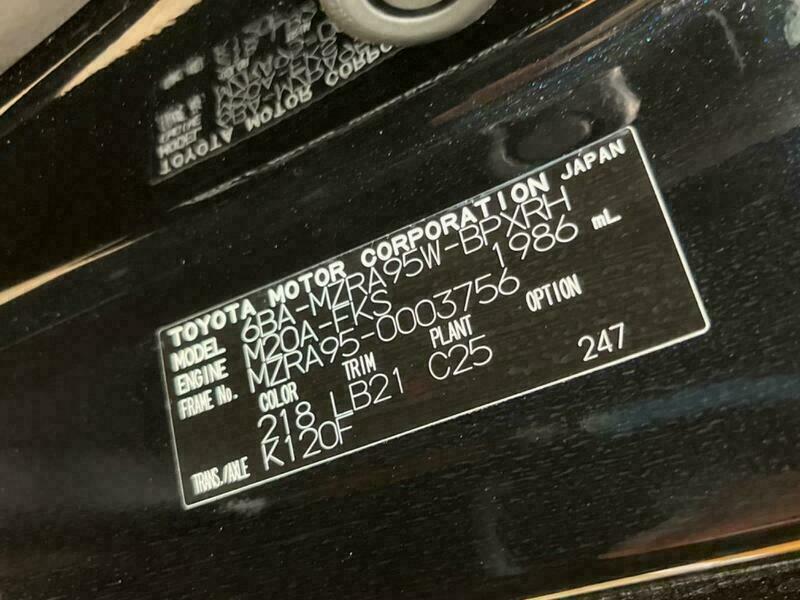 TOYOTA MOTOR CORPORATION JAPAN
MODEL 6BA-MZRA95W-BPXRH
ENGINE M20A-FKS 1986 mL
FRAME No. MZRA95-0003756
COLOR TRIM PLANT OPTION
218 LB21 C25 247
TRANS./AXLE K120F